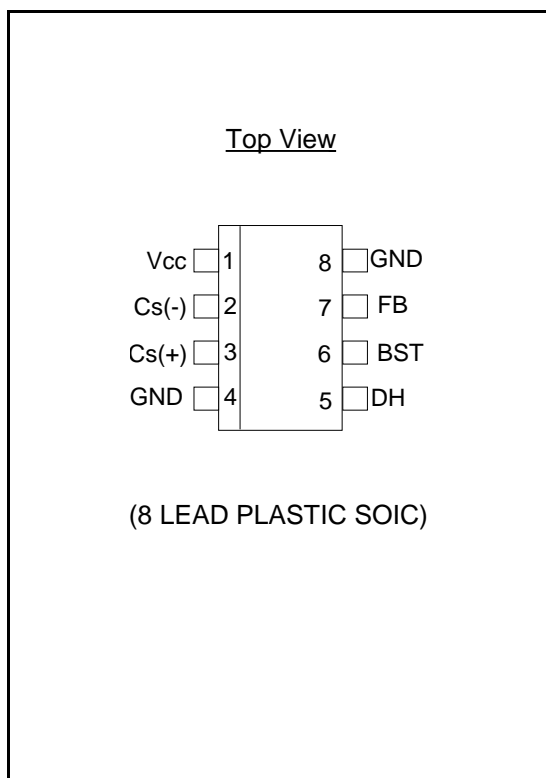 Top View
Vcc 1 8 GND
Cs(-) 2 7 FB
Cs(+) 3 6 BST
GND 4 5 DH
(8 LEAD PLASTIC SOIC)